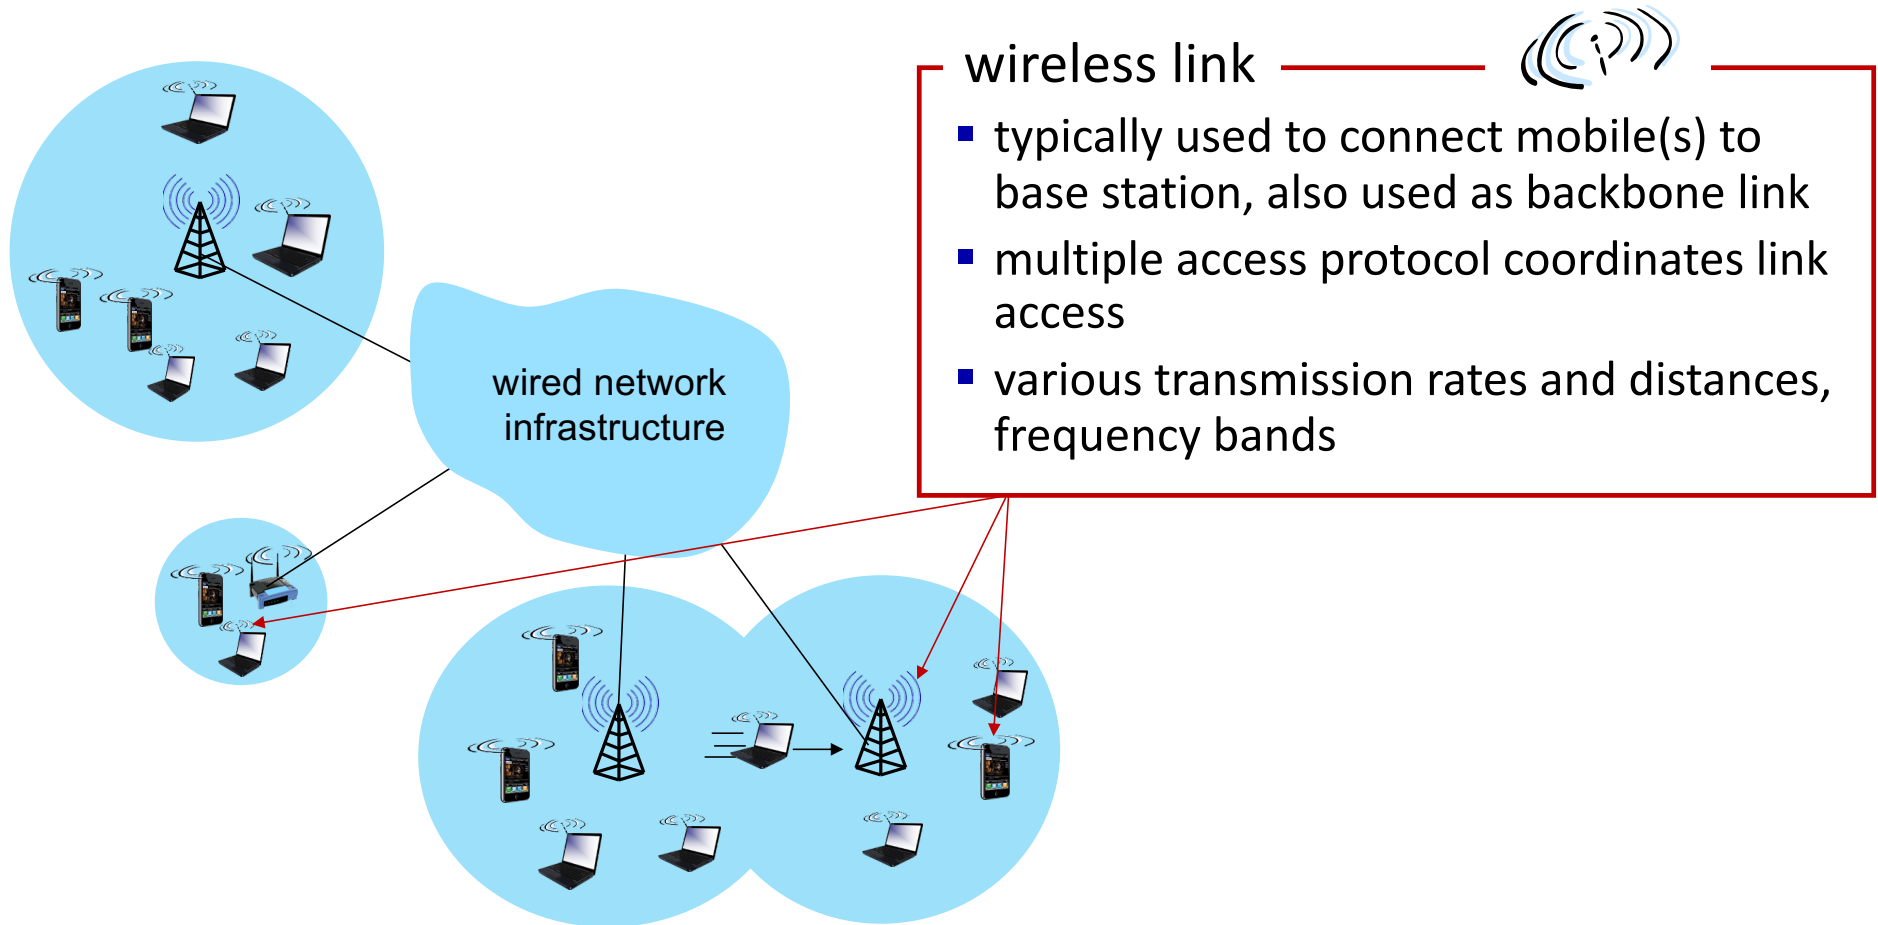 wireless link
▪ typically used to connect mobile(s) to
base station, also used as backbone link
▪ multiple access protocol coordinates link
access
▪ various transmission rates and distances,
frequency bands
wired network
infrastructure